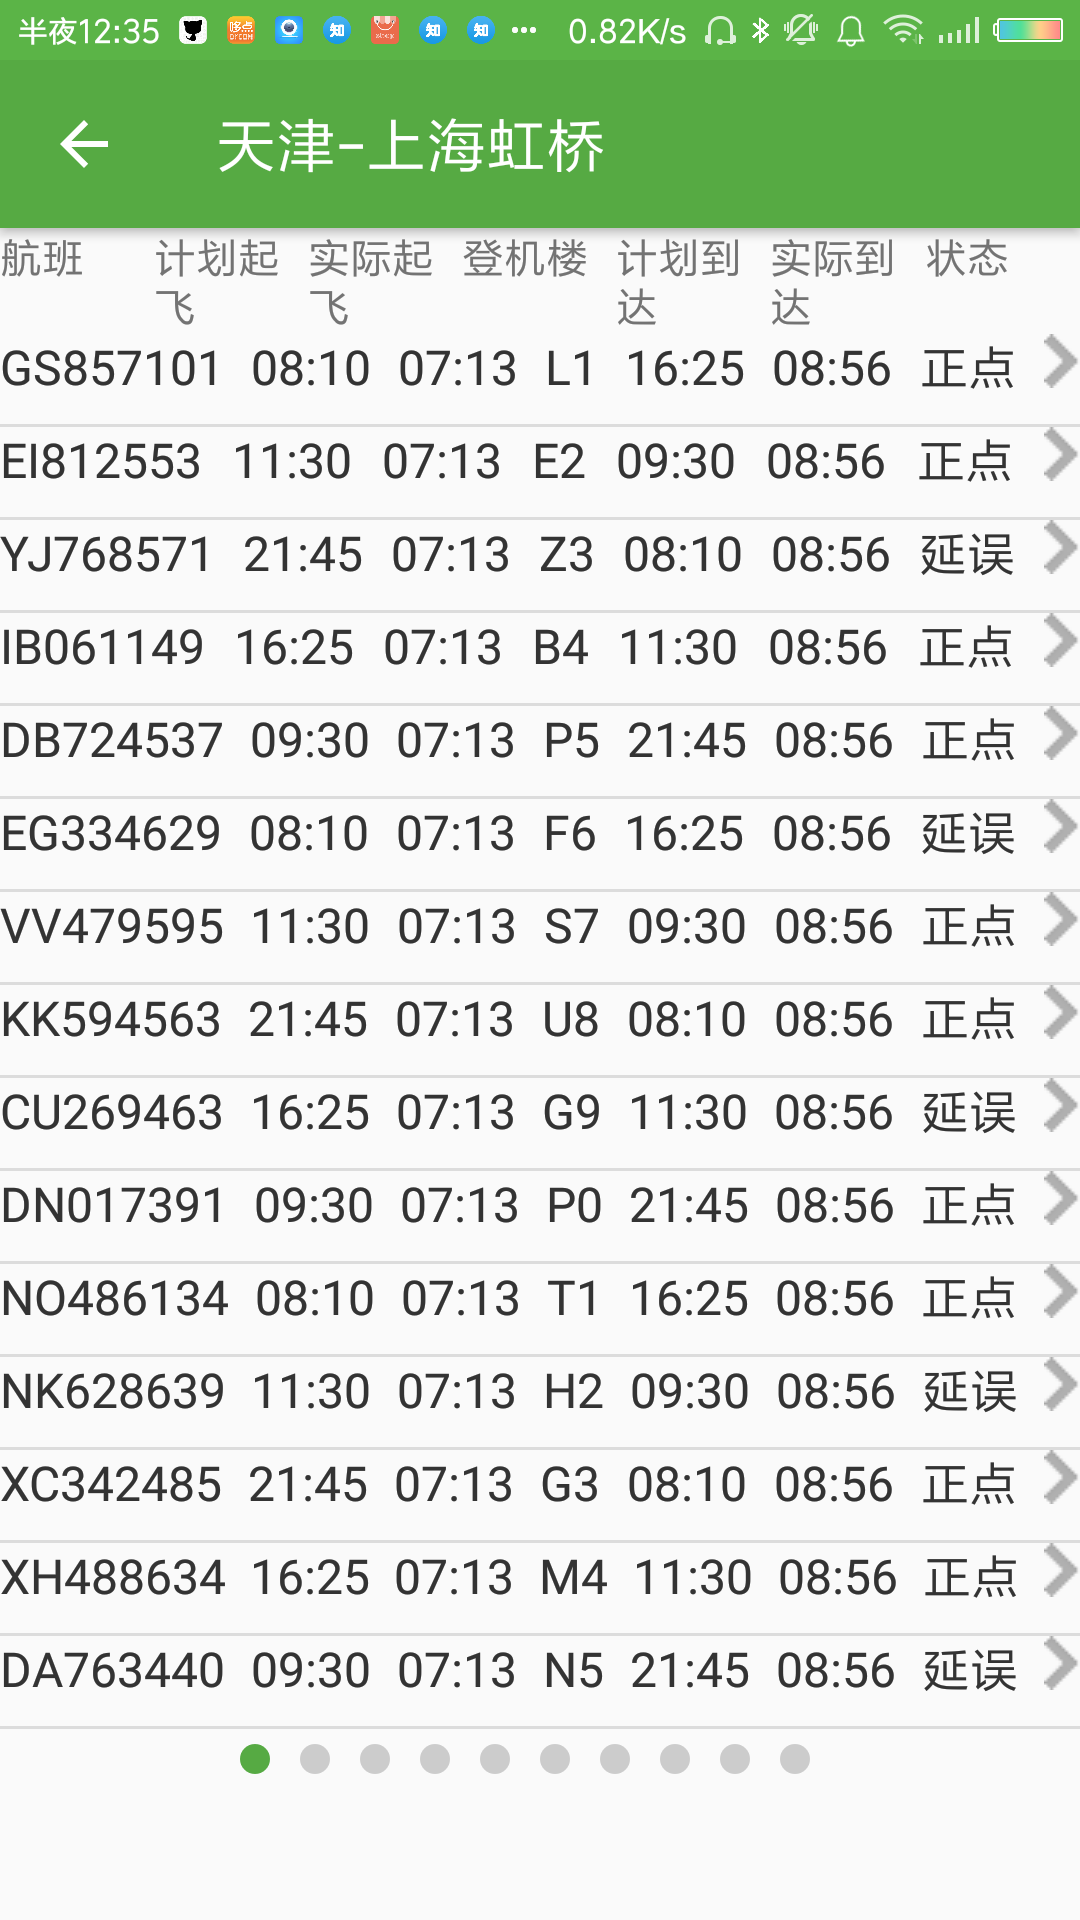 半夜12:35 哆点 DYCOM 知 知 知 0.82K/s
天津-上海虹桥
航班 计划起飞 实际起飞 登机楼 计划到达 实际到达 状态
GS857101 08:10 07:13 L1 16:25 08:56 正点
EI812553 11:30 07:13 E2 09:30 08:56 正点
YJ768571 21:45 07:13 Z3 08:10 08:56 延误
IB061149 16:25 07:13 B4 11:30 08:56 正点
DB724537 09:30 07:13 P5 21:45 08:56 正点
EG334629 08:10 07:13 F6 16:25 08:56 延误
VV479595 11:30 07:13 S7 09:30 08:56 正点
KK594563 21:45 07:13 U8 08:10 08:56 正点
CU269463 16:25 07:13 G9 11:30 08:56 延误
DN017391 09:30 07:13 P0 21:45 08:56 正点
NO486134 08:10 07:13 T1 16:25 08:56 正点
NK628639 11:30 07:13 H2 09:30 08:56 延误
XC342485 21:45 07:13 G3 08:10 08:56 正点
XH488634 16:25 07:13 M4 11:30 08:56 正点
DA763440 09:30 07:13 N5 21:45 08:56 延误